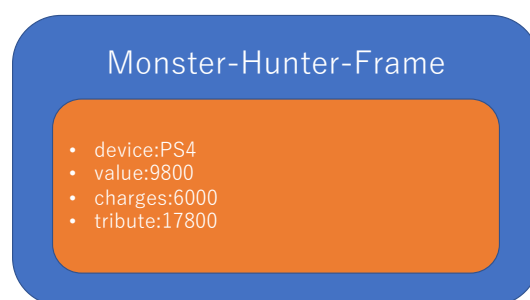 Monster-Hunter-Frame
• device:PS4
• value:9800
• charges:6000
• tribute:17800